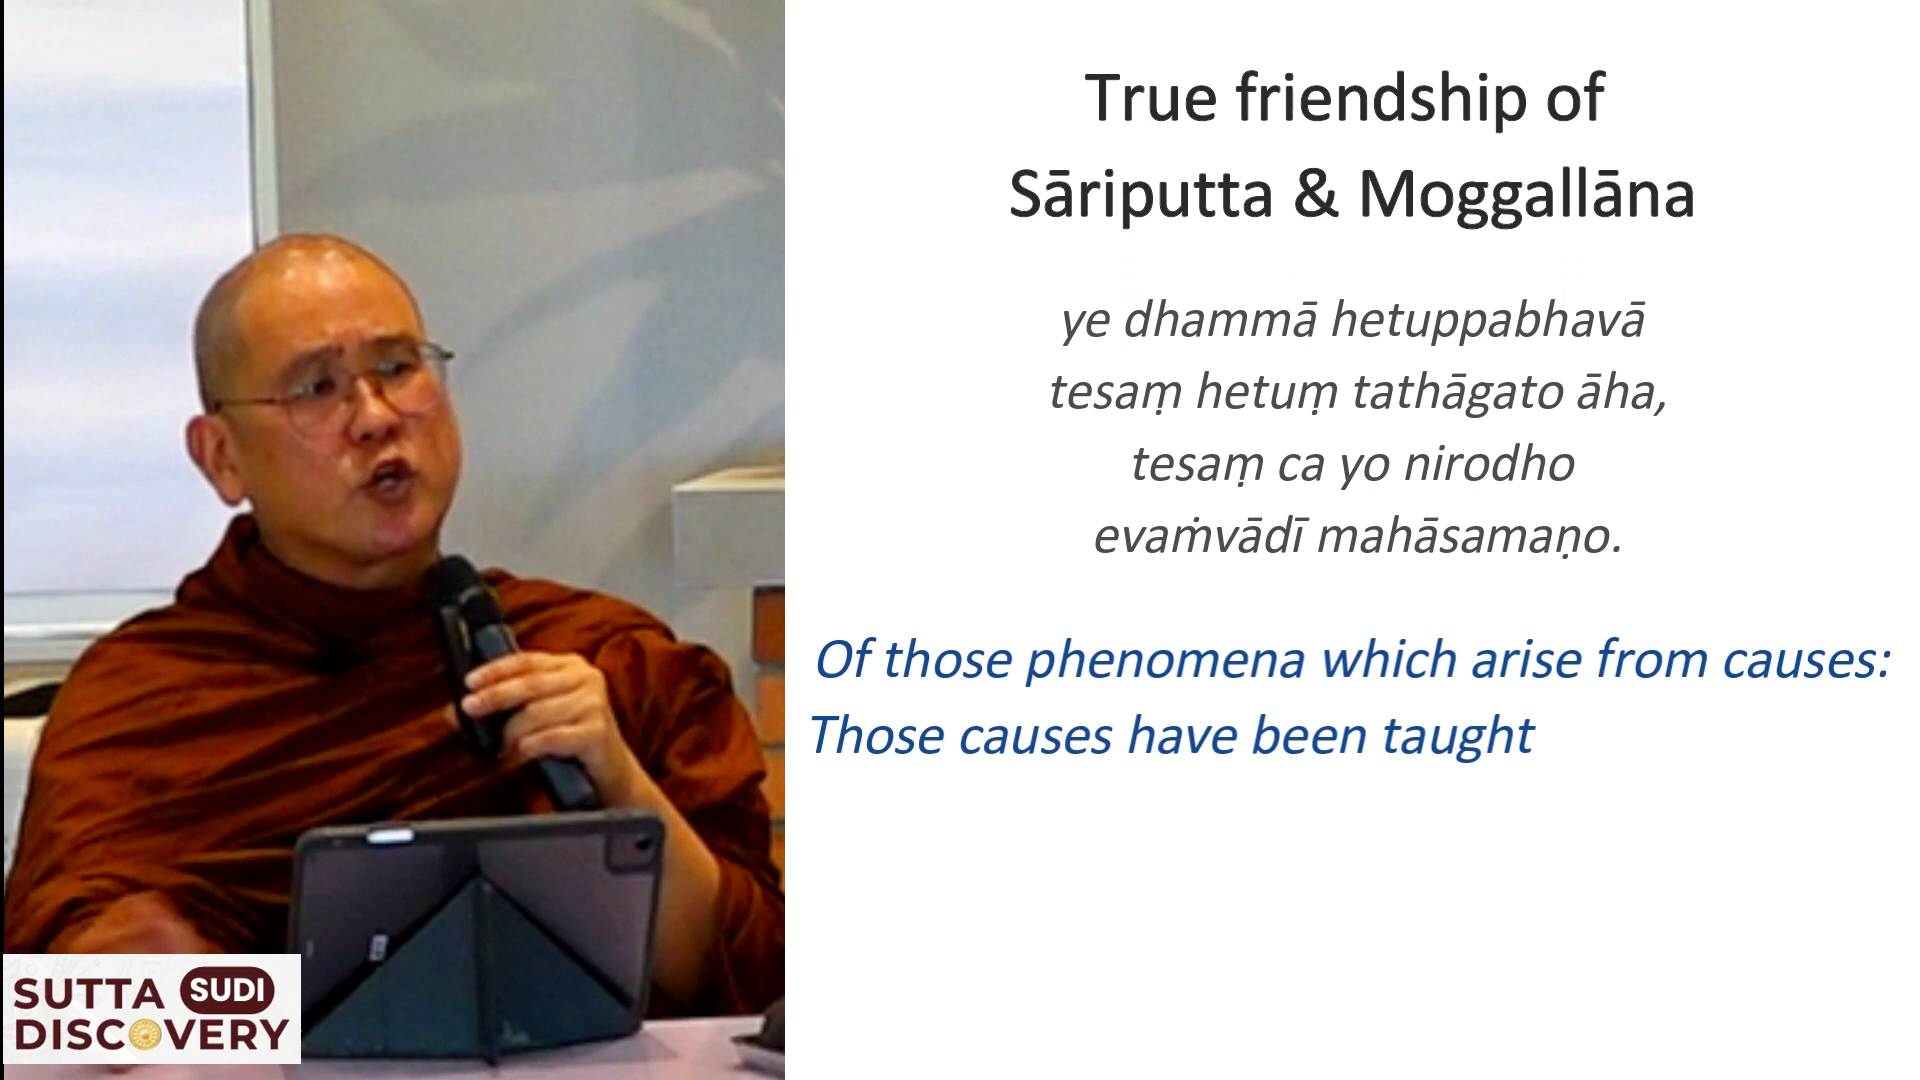 True friendship of
Sāriputta & Moggallāna
ye dhammā hetuppabhavā
tesaṃ hetuṃ tathāgato āha,
tesaṃ ca yo nirodho
evaṁvādī mahāsamaṇo.
Of those phenomena which arise from causes:
Those causes have been taught
SUTTA SUDI
DISCOVERY